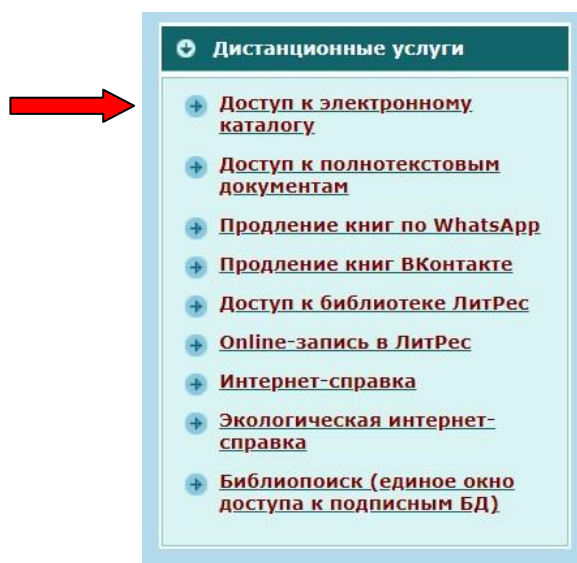 Дистанционные услуги
Доступ к электронному
каталогу
Доступ к полнотекстовым
документам
Продление книг по WhatsApp
Продление книг ВКонтакте
Доступ к библиотеке ЛитРес
Online-запись в ЛитРес
Интернет-справка
Экологическая интернет-
справка
Библиопоиск (единое окно
доступа к подписным БД)